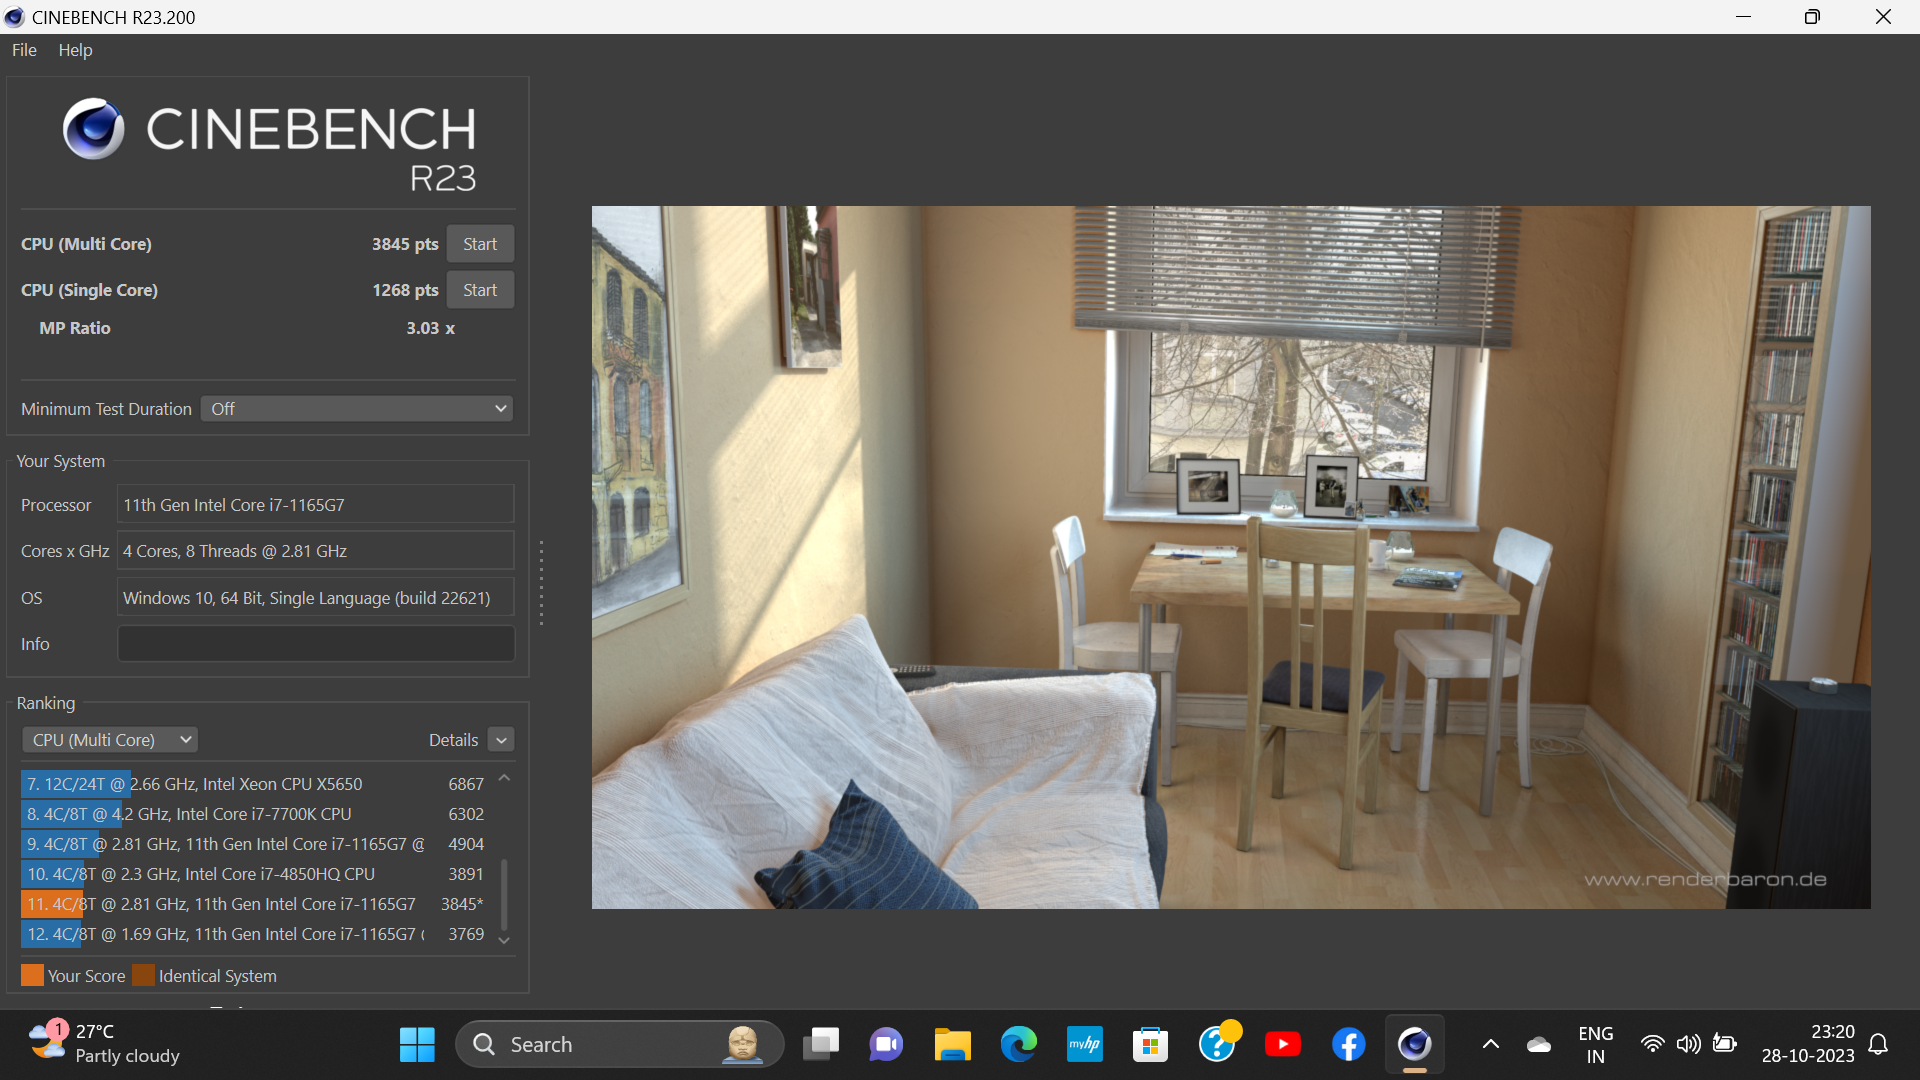 CINEBENCH R23.200
File Help
CINEBENCH
R23
CPU (Multi Core) 3845 pts Start
CPU (Single Core) 1268 pts Start
MP Ratio 3.03 x
Minimum Test Duration Off
Your System
Processor 11th Gen Intel Core i7-1165G7
Cores x GHz 4 Cores, 8 Threads @ 2.81 GHz
OS Windows 10, 64 Bit, Single Language (build 22621)
Info
Ranking
CPU (Multi Core) Details
7. 12C/24T @ 2.66 GHz, Intel Xeon CPU X5650 6867
8. 4C/8T @ 4.2 GHz, Intel Core i7-7700K CPU 6302
9. 4C/8T @ 2.81 GHz, 11th Gen Intel Core i7-1165G7 @ 4904
10. 4C/8T @ 2.3 GHz, Intel Core i7-4850HQ CPU 3891
11. 4C/8T @ 2.81 GHz, 11th Gen Intel Core i7-1165G7 3845*
12. 4C/8T @ 1.69 GHz, 11th Gen Intel Core i7-1165G7 3769
Your Score Identical System
www.renderbaron.de
1 27°C
Partly cloudy
Search
myhp
ENG
IN
23:20
28-10-2023